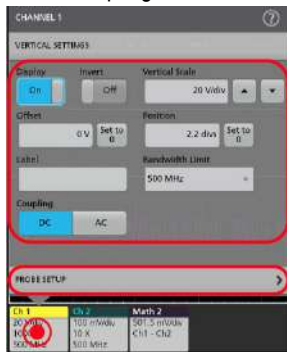 CHANNEL 1
VERTICAL SETTINGS
Display Invert Vertical Scale
On Off 20 V/div
Offset Position
0 V Set to 0 2.2 divs Set to 0
Label Bandwidth Limit
500 MHz
Coupling
DC AC
PROBE SETUP
Ch 1 Ch 2 Math 2
100 mV/div 501.5 mV/div
10 X Ch1 - Ch2
500 MHz 500 MHz